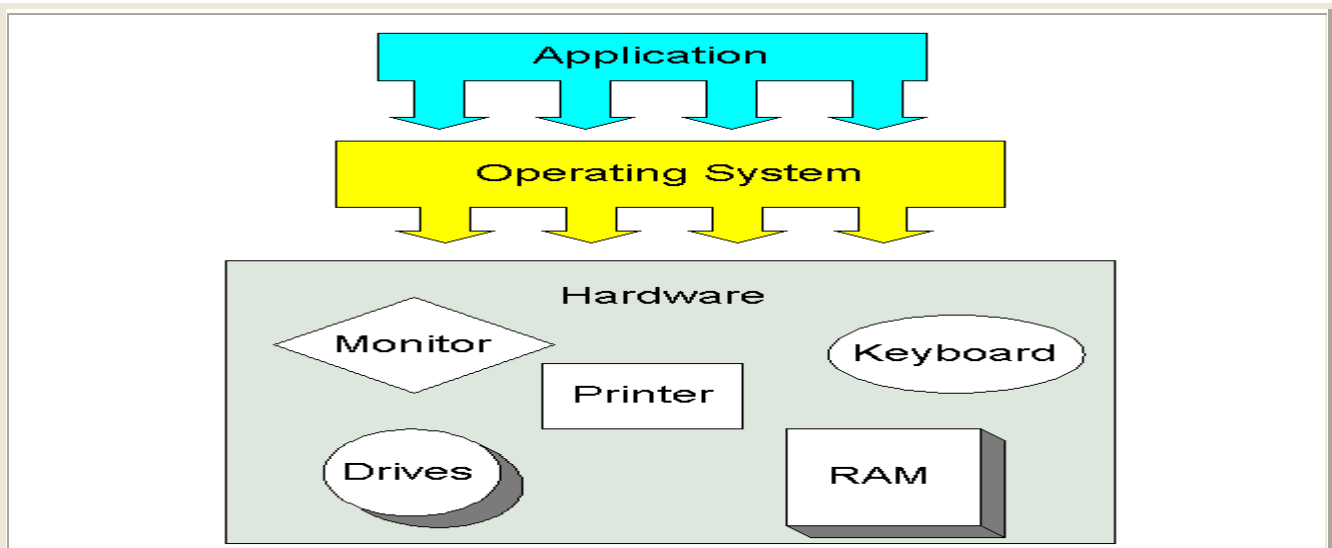 Application
Operating System
Hardware
Monitor
Keyboard
Printer
Drives
RAM